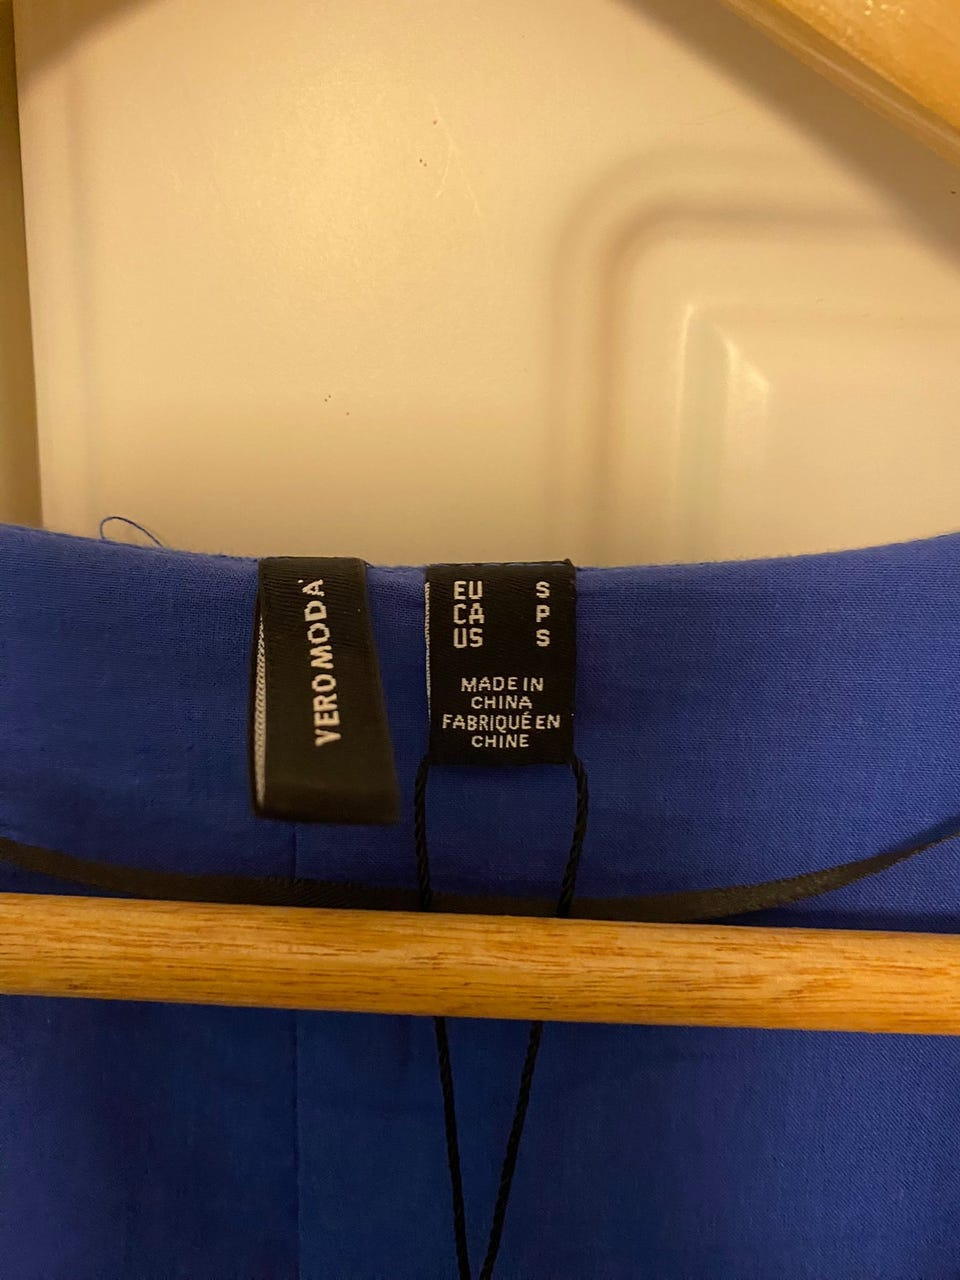 VERO MODA
EU S
CA P
US S
MADE IN
CHINA
FABRIQUÉ EN
CHINE